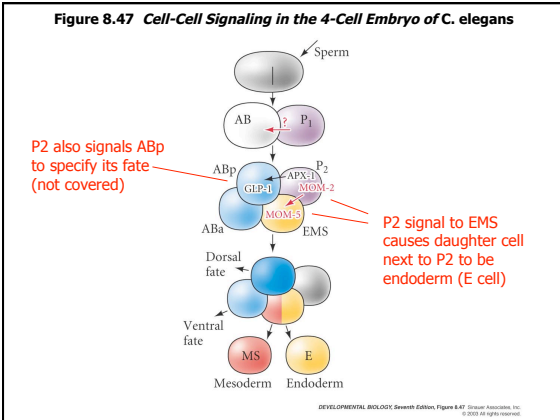 Figure 8.47 Cell-Cell Signaling in the 4-Cell Embryo of C. elegans
Sperm
AB
?
P1
P2 also signals ABp
to specify its fate
(not covered)
ABp
P2
APX-1
GLP-1
MOM-2
MOM-5
ABa
EMS
P2 signal to EMS
causes daughter cell
next to P2 to be
endoderm (E cell)
Dorsal
fate
Ventral
fate
MS
E
Mesoderm
Endoderm
DEVELOPMENTAL BIOLOGY, Seventh Edition, Figure 8.47 Sinauer Associates, Inc.
© 2003 All rights reserved.